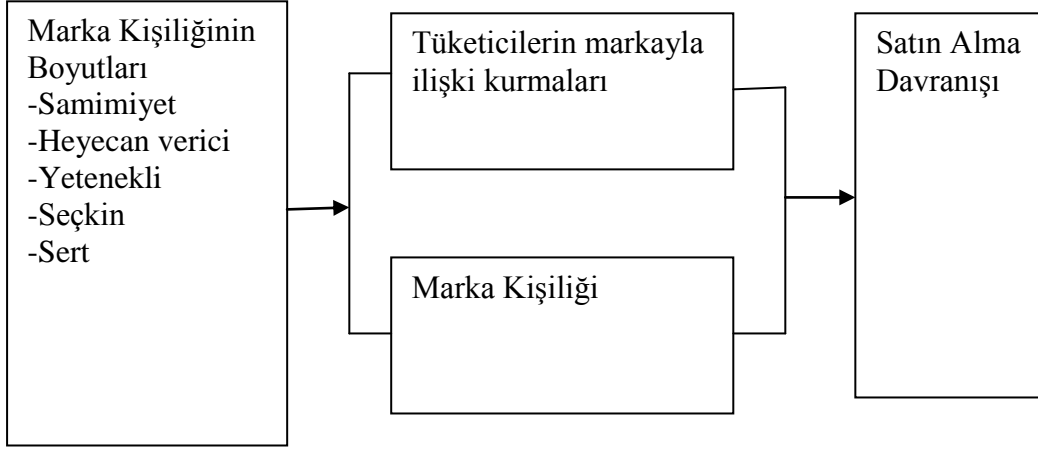 Marka Kişiliğinin
Boyutları
-Samimiyet
-Heyecan verici
-Yetenekli
-Seçkin
-Sert
Tüketicilerin markayla
ilişki kurmaları
Marka Kişiliği
Satın Alma
Davranışı